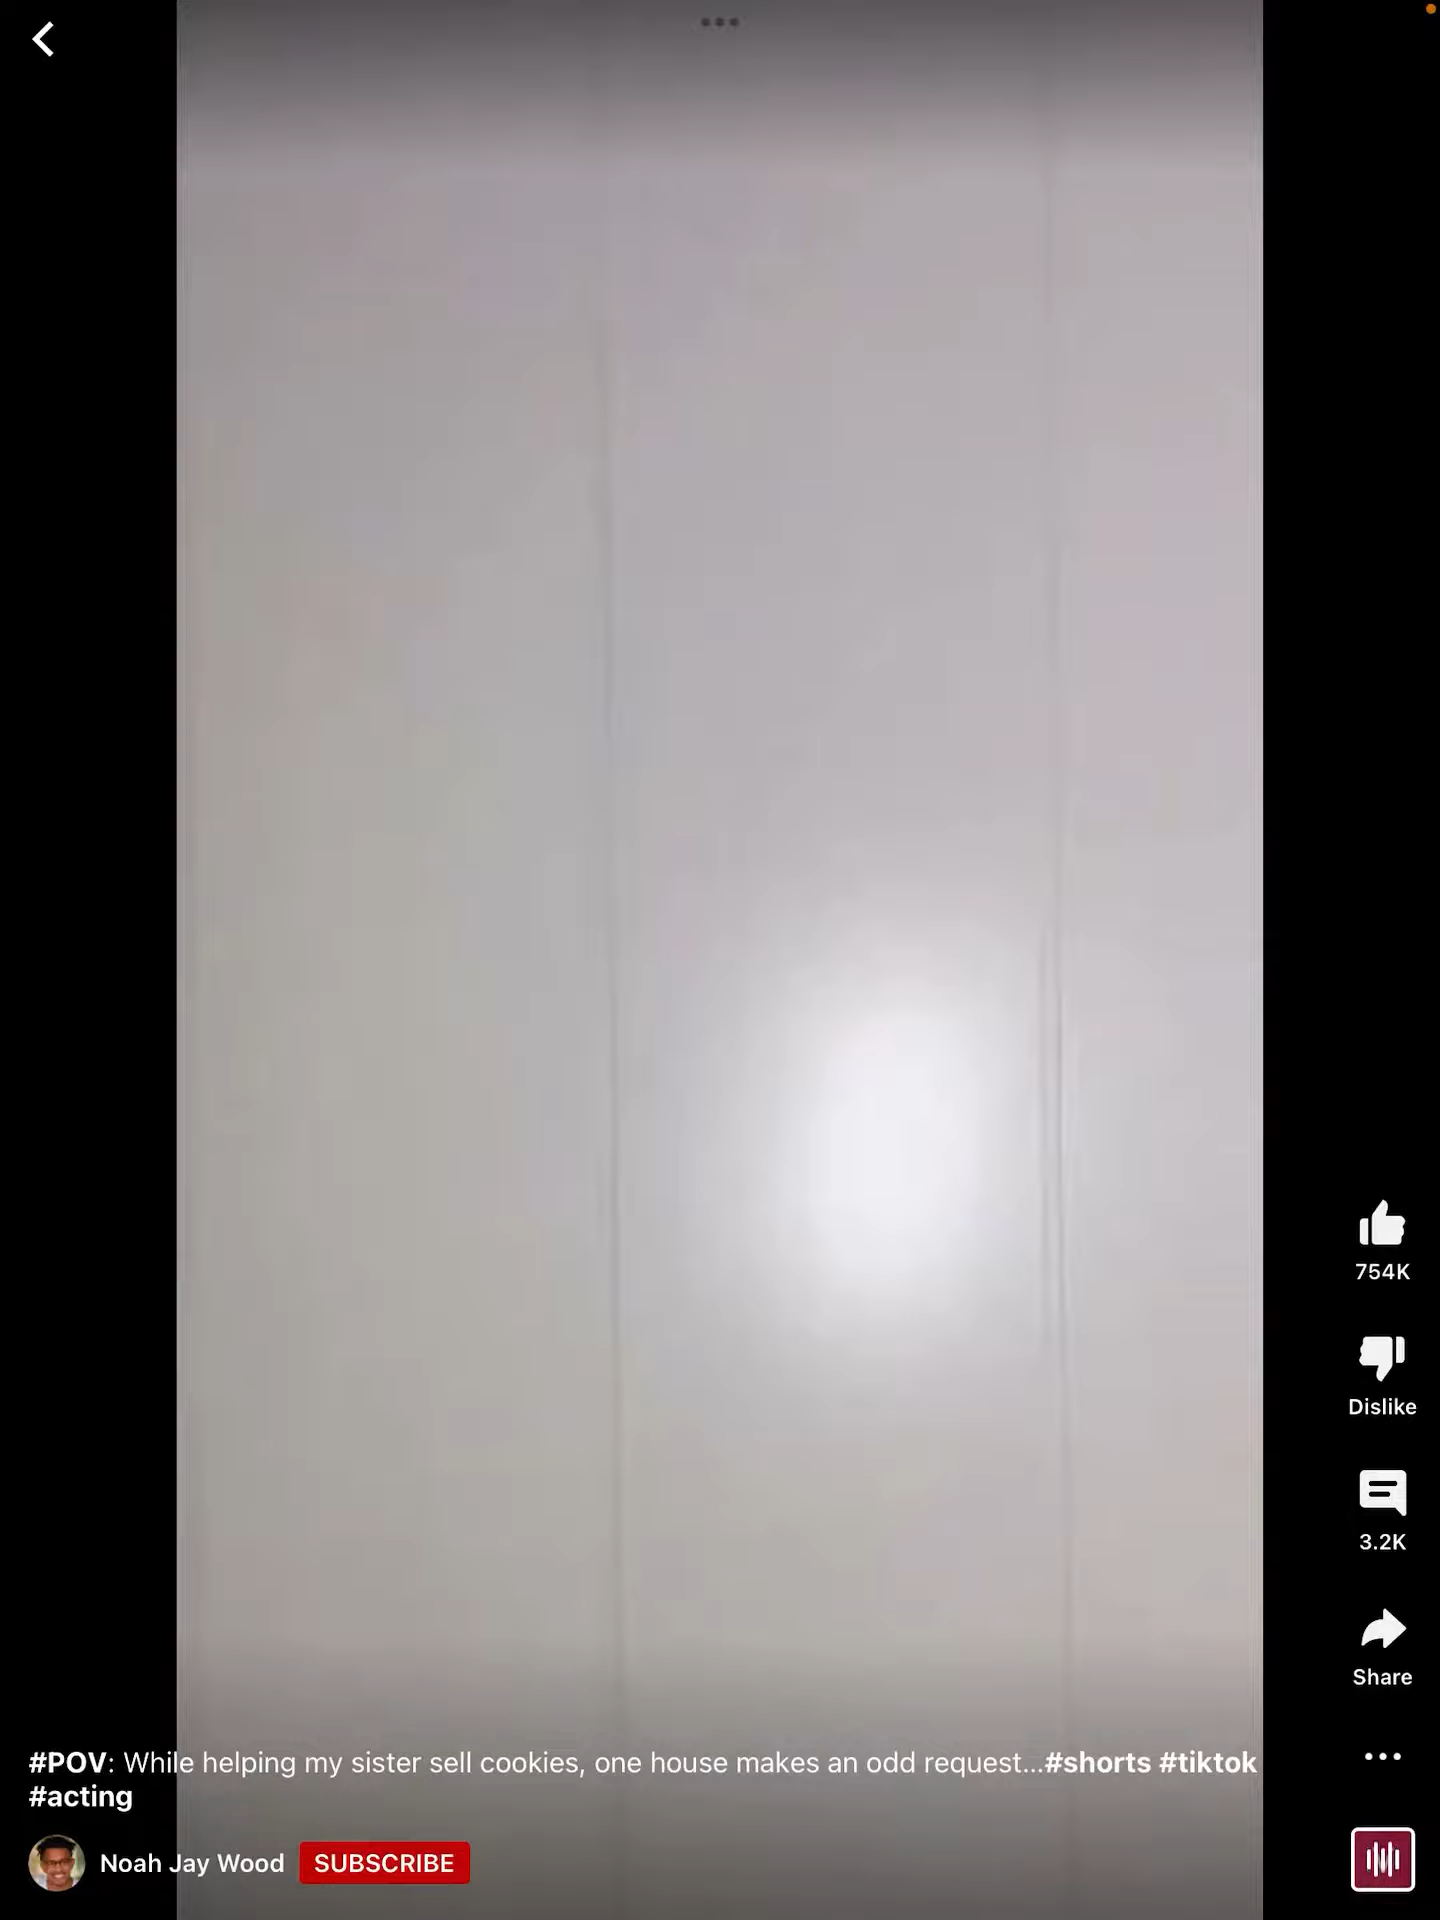 754K
Dislike
3.2K
Share
#POV: While helping my sister sell cookies, one house makes an odd request...#shorts #tiktok
#acting
Noah Jay Wood SUBSCRIBE